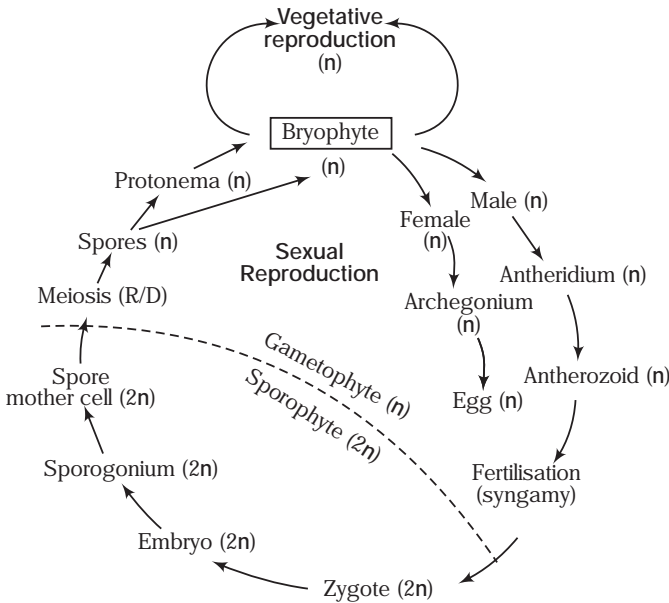 Vegetative
reproduction
(n)
Bryophyte
(n)
Protonema (n)
Spores (n)
Meiosis (R/D)
Sexual
Reproduction
Female
(n)
Male (n)
Archegonium
(n)
Antheridium (n)
Egg (n)
Antherozoid (n)
Fertilisation
(syngamy)
Gametophyte (n)
Sporophyte (2n)
Spore
mother cell (2n)
Sporogonium (2n)
Embryo (2n)
Zygote (2n)